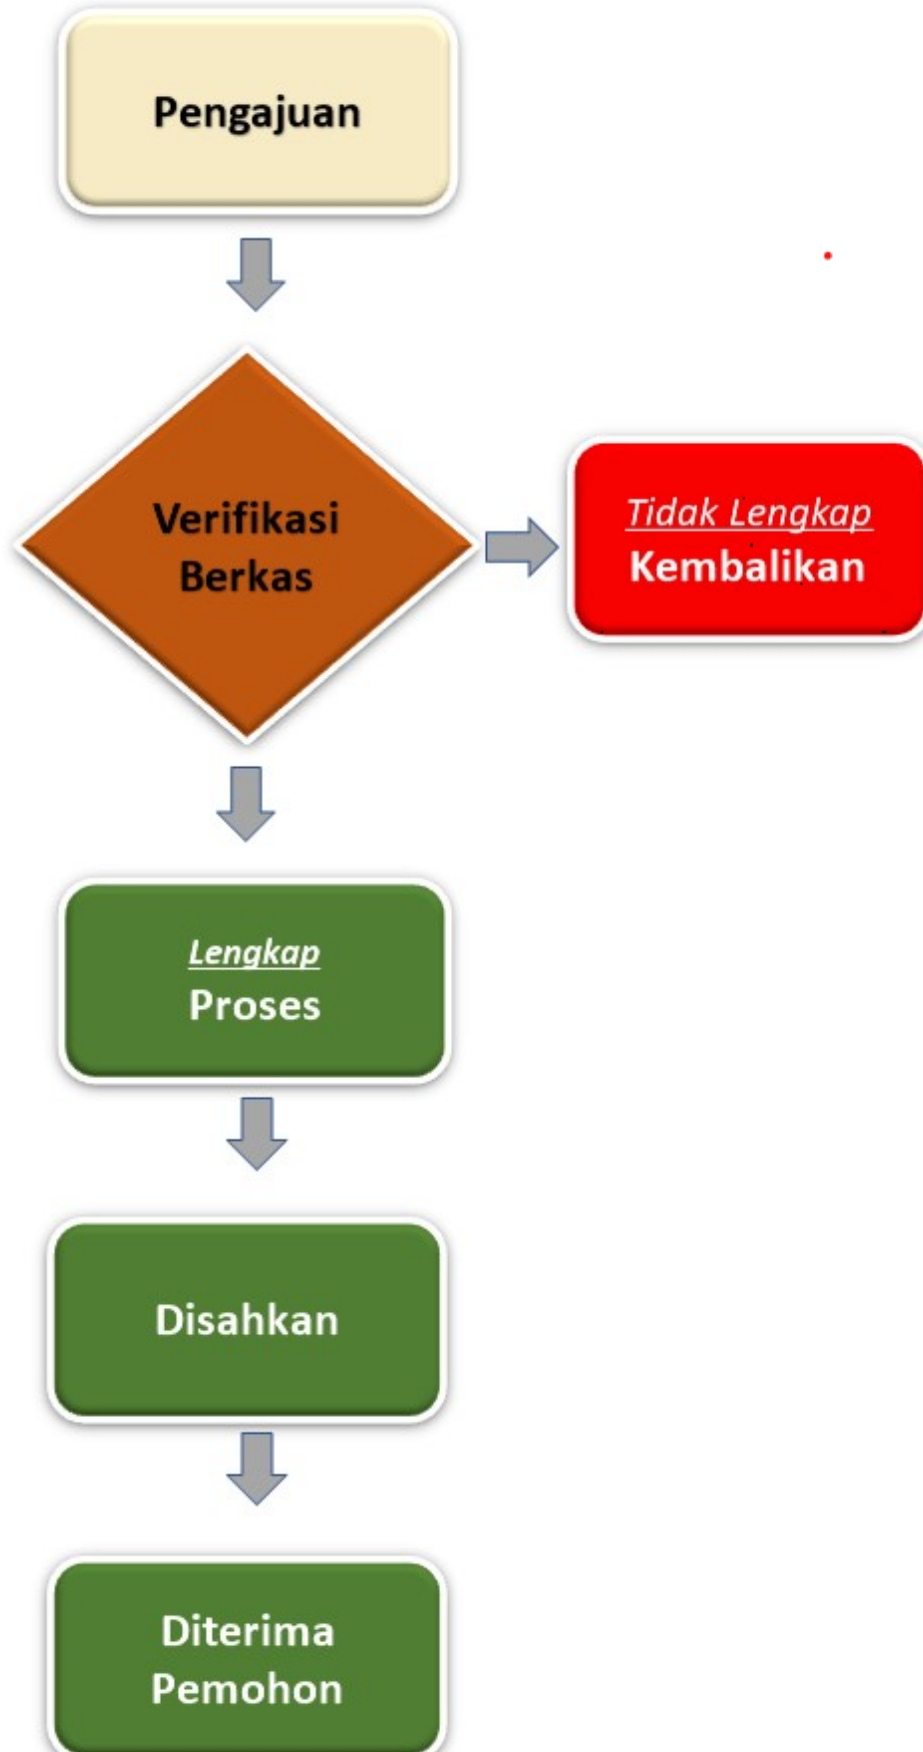 Pengajuan
Verifikasi
Berkas
Tidak Lengkap
Kembalikan
Lengkap
Proses
Disahkan
Diterima
Pemohon